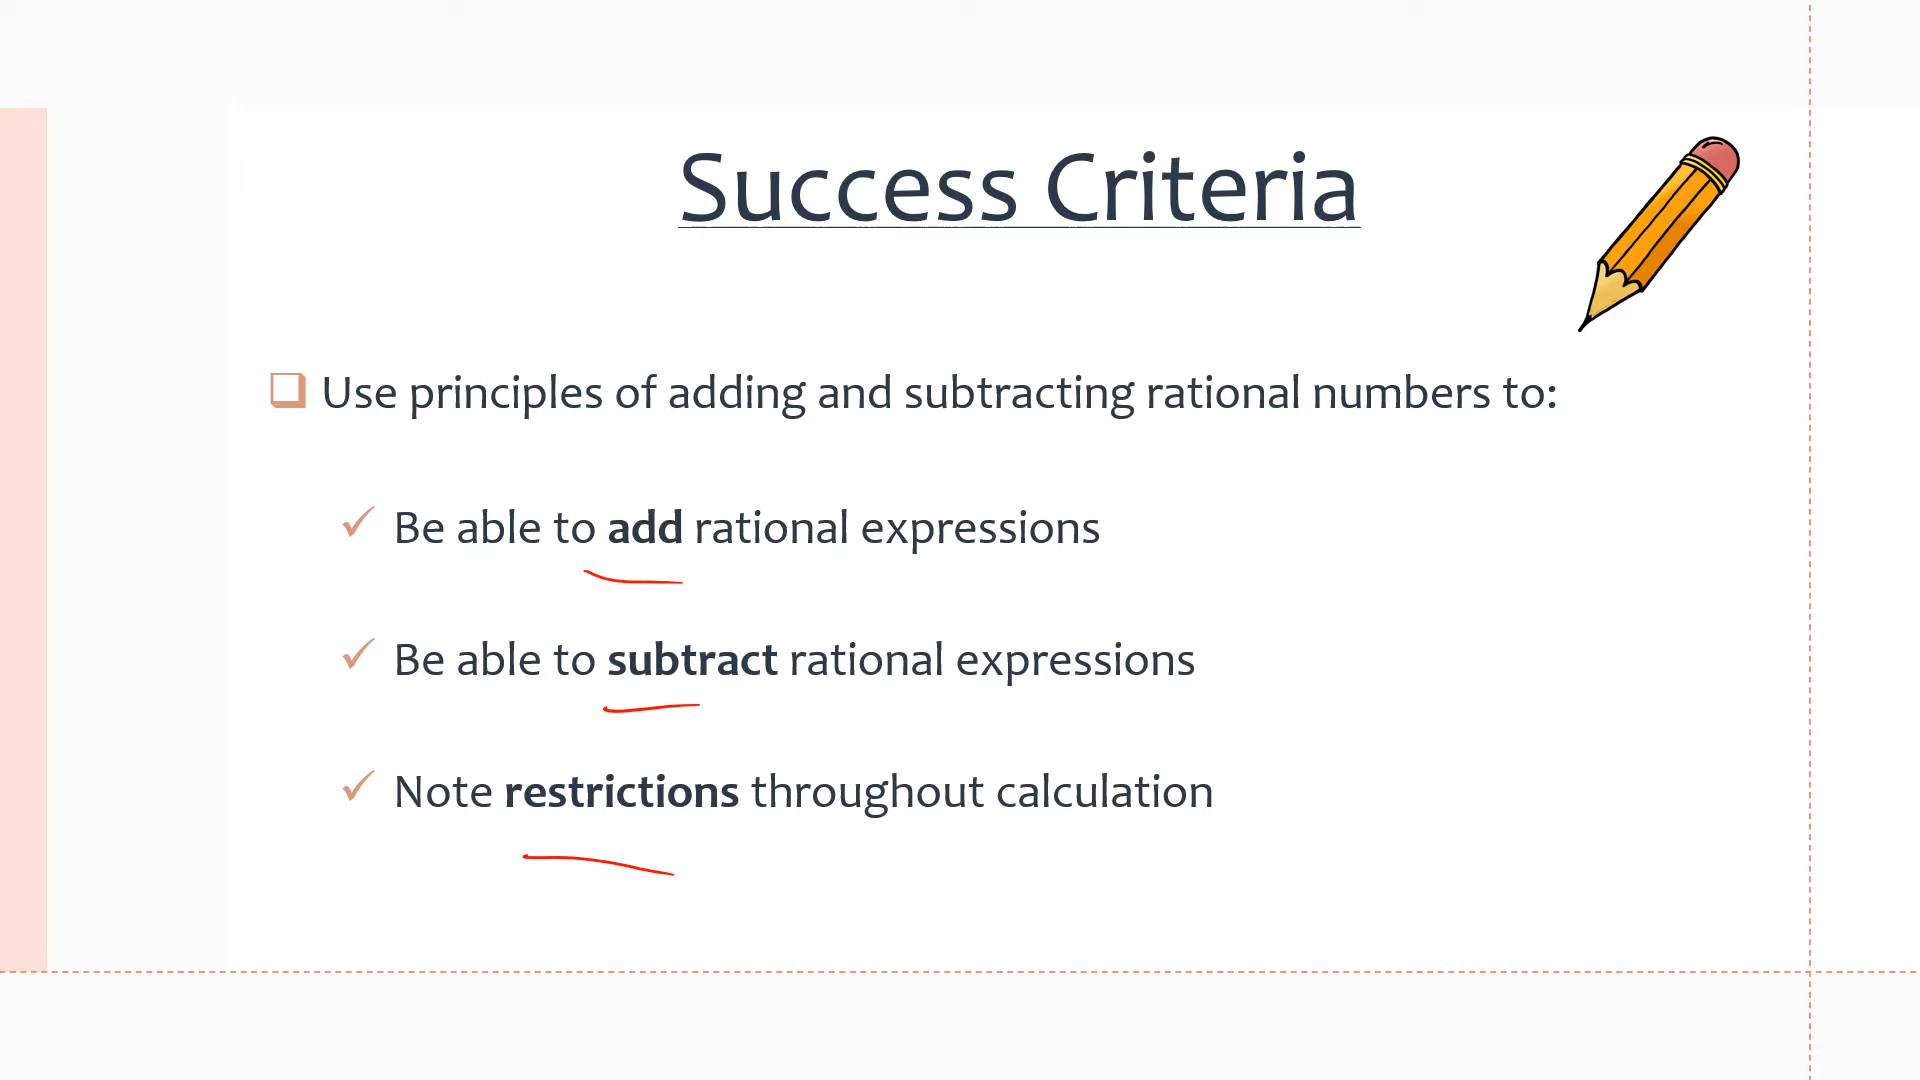 Success Criteria
Use principles of adding and subtracting rational numbers to:
Be able to add rational expressions
Be able to subtract rational expressions
Note restrictions throughout calculation